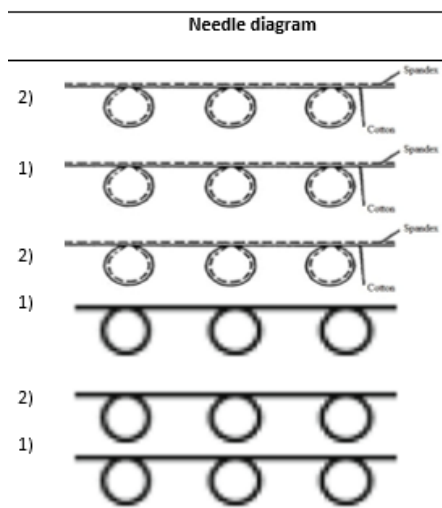 Needle diagram
Spandex
2)
Cotton
Spandex
1)
Cotton
Spandex
2)
Cotton
1)
2)
1)